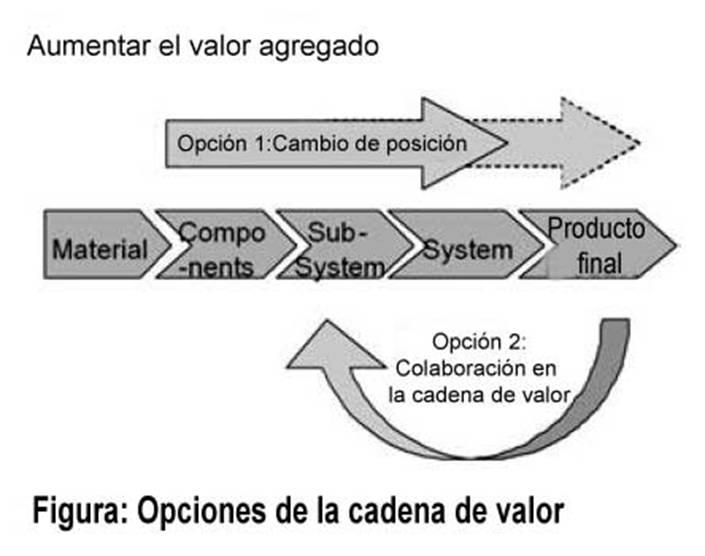 Aumentar el valor agregado
Opción 1:Cambio de posición
Material
Compo
-nents
Sub-
System
System
Producto
final
Opción 2:
Colaboración en
la cadena de valor
Figura: Opciones de la cadena de valor